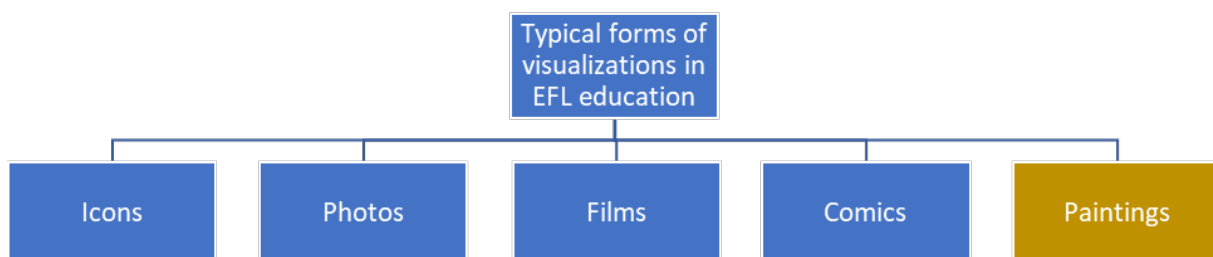 Typical forms of
visualizations in
EFL education
Icons
Photos
Films
Comics
Paintings